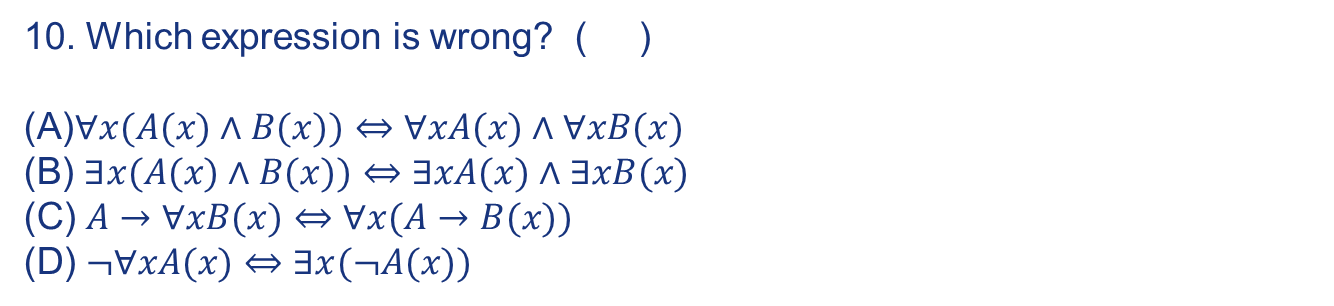 10. Which expression is wrong? (    )
(A)∀x(A(x) ∧ B(x)) ⇔ ∀xA(x) ∧ ∀xB(x)
(B) ∃x(A(x) ∧ B(x)) ⇔ ∃xA(x) ∧ ∃xB(x)
(C) A → ∀xB(x) ⇔ ∀x(A → B(x))
(D) ¬∀xA(x) ⇔ ∃x(¬A(x))